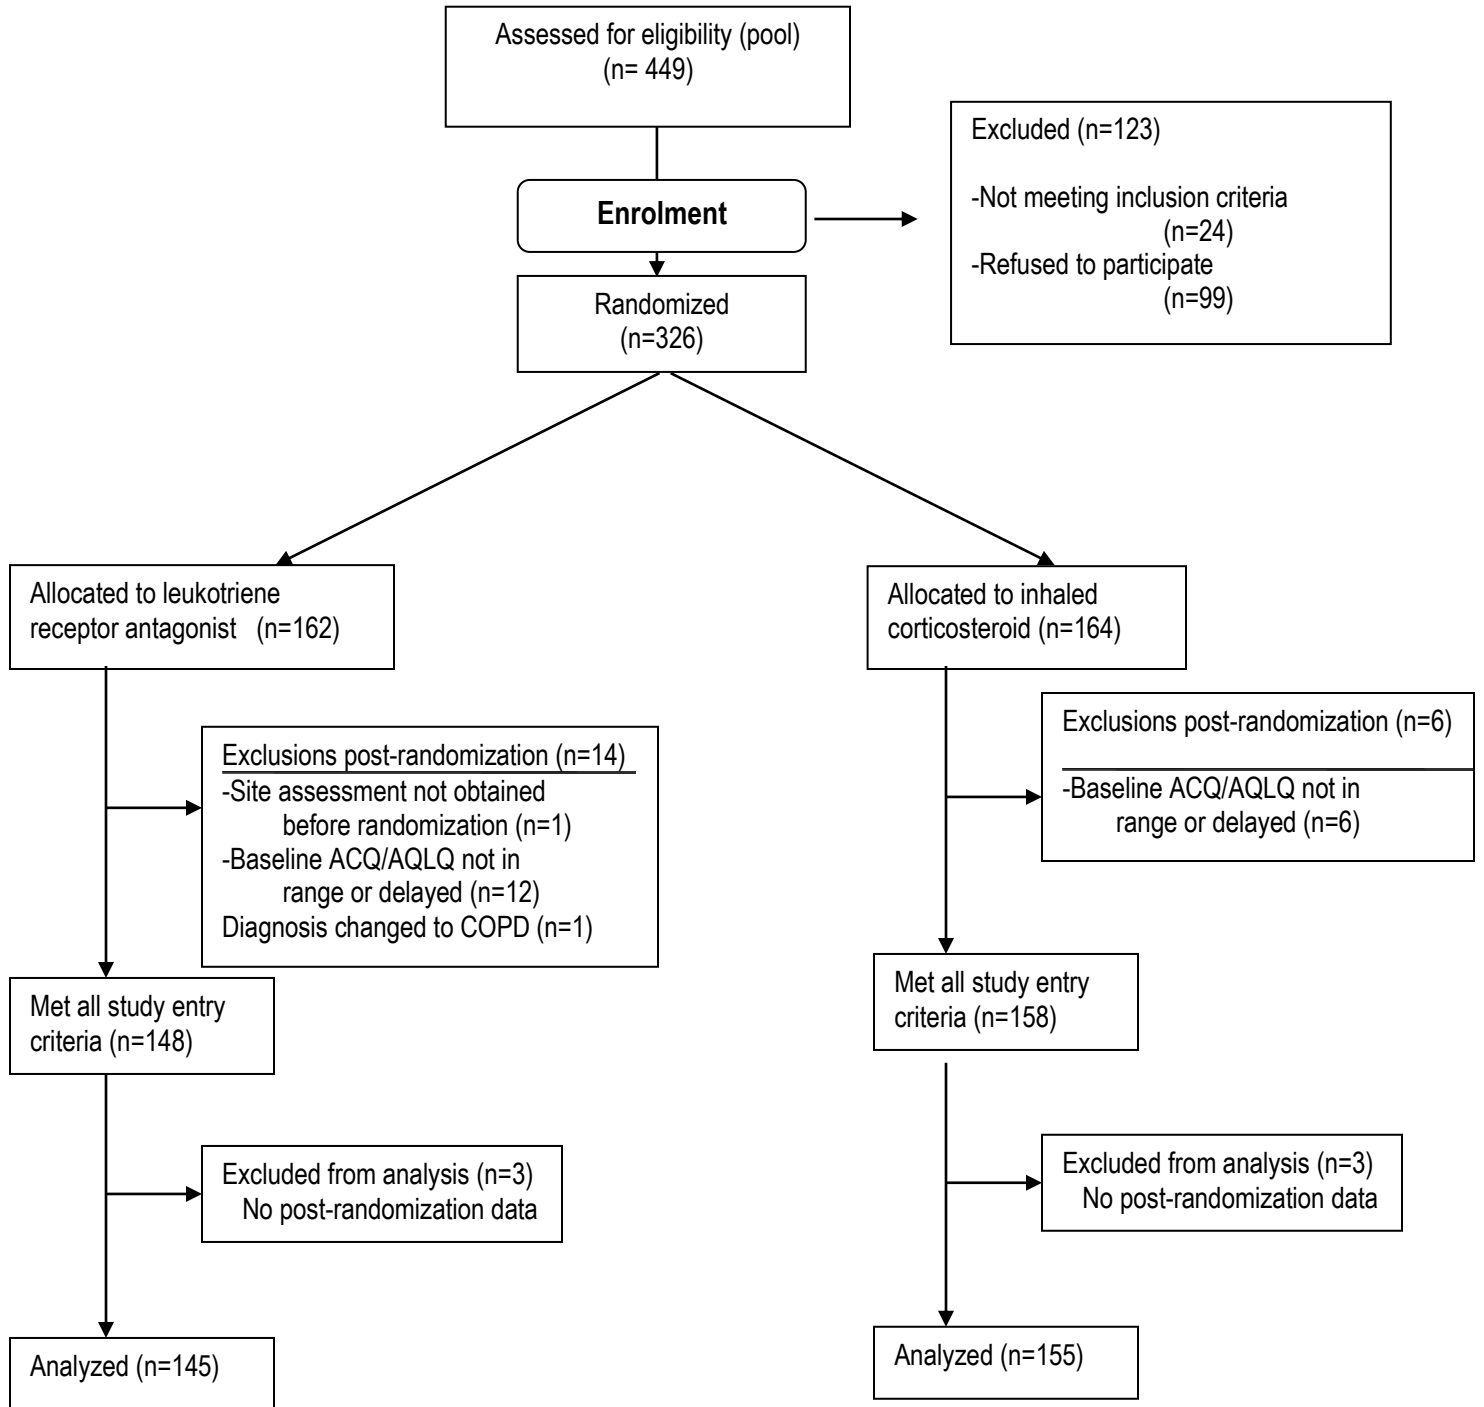 Assessed for eligibility (pool)
(n= 449)
Excluded (n=123)
-Not meeting inclusion criteria
(n=24)
-Refused to participate
(n=99)
Enrolment
Randomized
(n=326)
Allocated to leukotriene
receptor antagonist (n=162)
Allocated to inhaled
corticosteroid (n=164)
Exclusions post-randomization (n=14)
-Site assessment not obtained
before randomization (n=1)
-Baseline ACQ/AQLQ not in
range or delayed (n=12)
Diagnosis changed to COPD (n=1)
Exclusions post-randomization (n=6)
-Baseline ACQ/AQLQ not in
range or delayed (n=6)
Met all study entry
criteria (n=148)
Met all study entry
criteria (n=158)
Excluded from analysis (n=3)
No post-randomization data
Excluded from analysis (n=3)
No post-randomization data
Analyzed (n=145)
Analyzed (n=155)